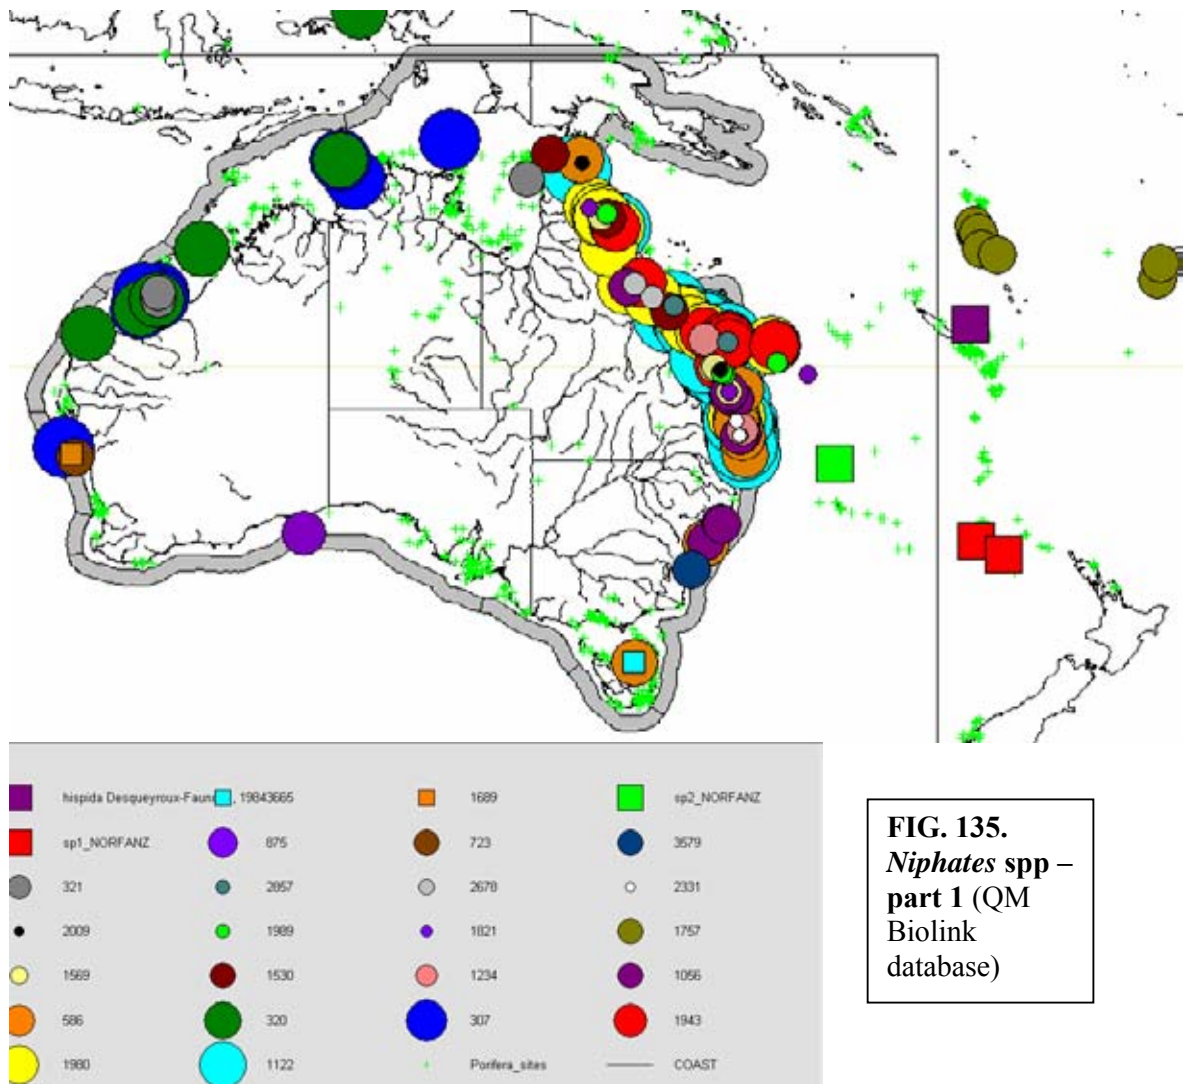 hispida Desqueyroux-Faun , 19843665 1689 sp2_NORFANZ
sp1_NORFANZ 875 723 3579
321 2857 2678 2331
2009 1989 1821 1757
1569 1530 1234 1056
586 320 307 1943
1980 1122 Porifera_sites COAST
FIG. 135.
Niphates spp –
part 1 (QM
Biolink
database)